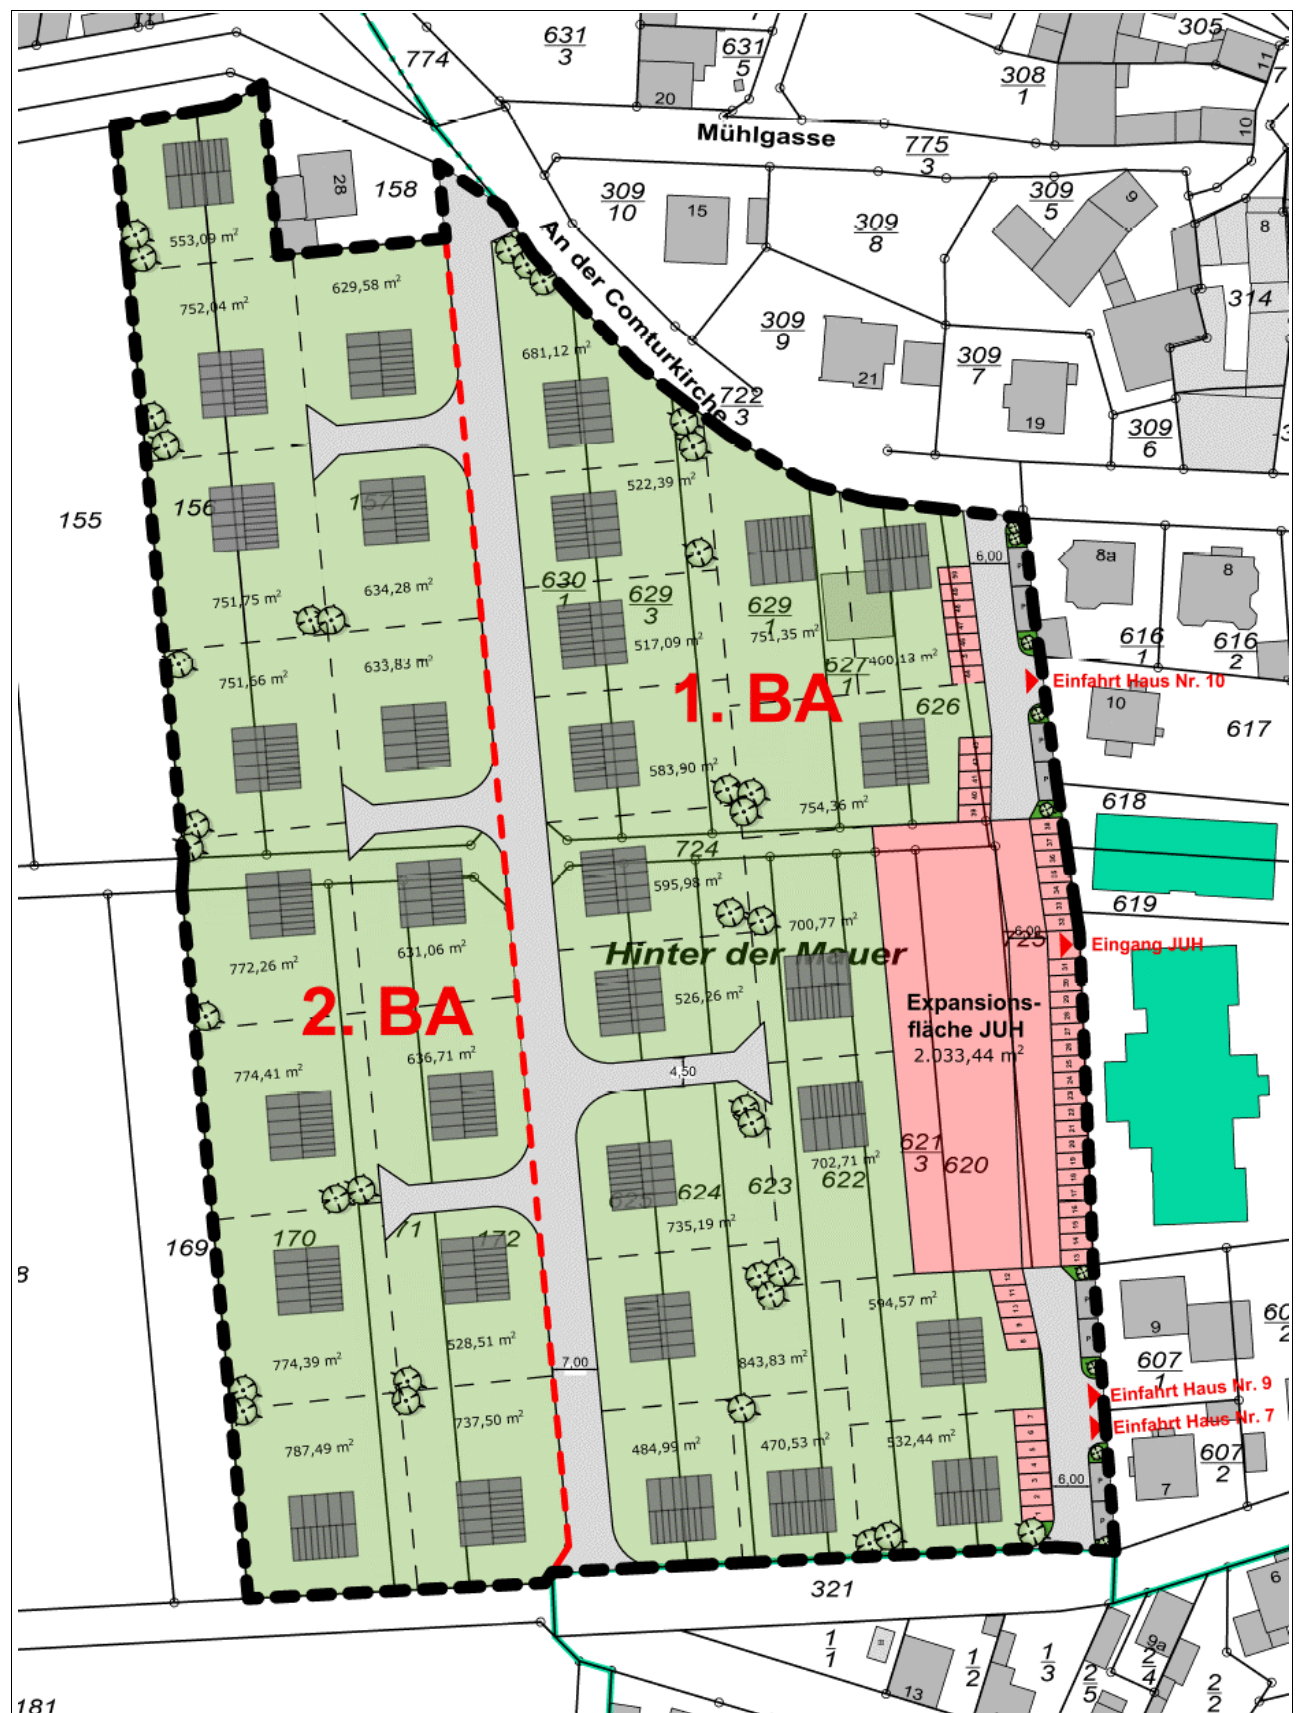 774
631
3
631
5
20
305
11
7
308
1
Mühlgasse
775
3
10
28
158
309
10
15
309
8
309
5
9
8
553,09 m²
An der Comturkirche
752,04 m²
629,58 m²
314
309
9
681,12 m²
21
309
7
722
3
19
309
6
155
156
157
522,39 m²
6,00
8a
8
630
1
629
3
629
1
751,75 m²
634,28 m²
517,09 m²
751,35 m²
616
1
616
2
751,66 m²
633,83 m²
627
1
460,13 m²
Einfahrt Haus Nr. 10
1. BA
626
10
617
583,90 m²
754,36 m²
618
724
595,98 m²
619
700,77 m²
6,00
725
Eingang JUH
772,26 m²
631,06 m²
Hinter der Mauer
526,26 m²
Expansions-
fläche JUH
2.033,44 m²
2. BA
774,41 m²
636,71 m²
4,50
621
3
620
702,71 m²
625
624
623
622
735,19 m²
169
170
171
172
8
594,57 m²
9
607
1
528,51 m²
774,39 m²
7,00
843,83 m²
Einfahrt Haus Nr. 9
Einfahrt Haus Nr. 7
787,49 m²
737,50 m²
484,99 m²
470,53 m²
532,44 m²
607
2
6,00
7
321
6
1
1
13
1
2
1
3
2
5
9a
2
4
2
2
181